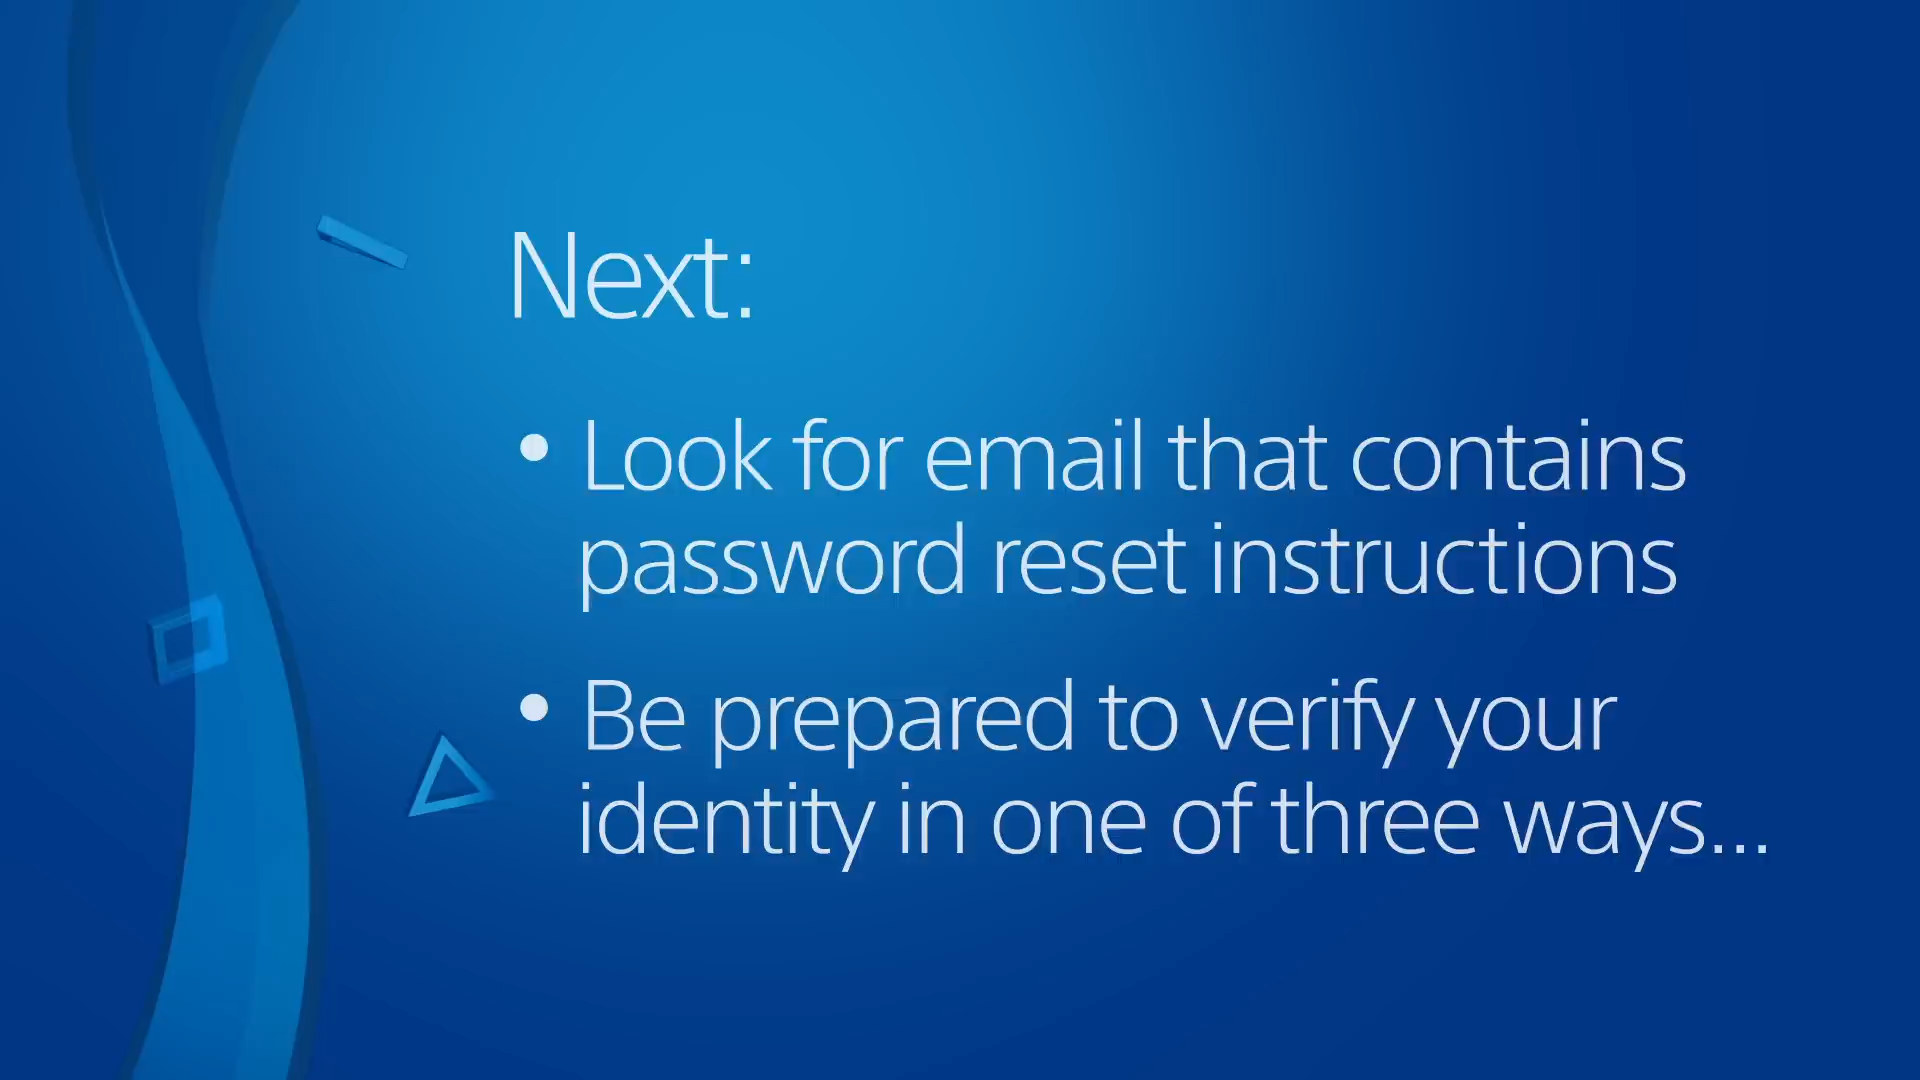 Next:
• Look for email that contains
password reset instructions
• Be prepared to verify your
identity in one of three ways...